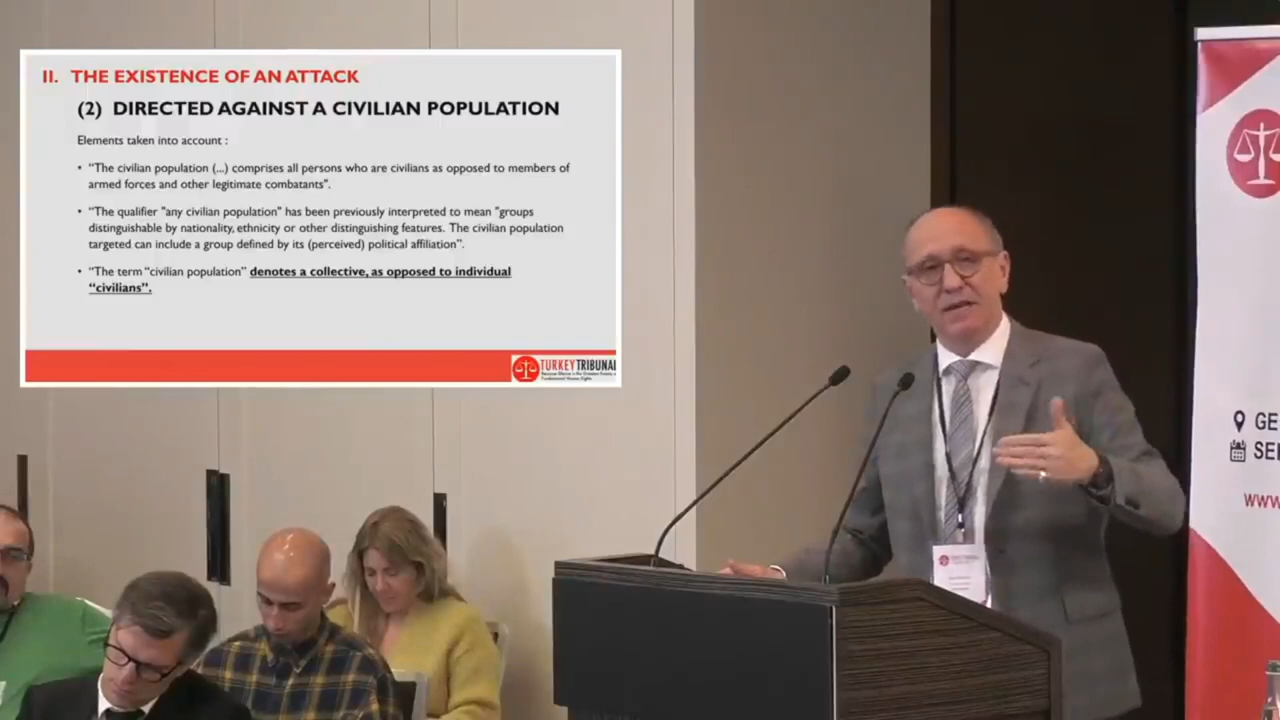 II. THE EXISTENCE OF AN ATTACK
(2) DIRECTED AGAINST A CIVILIAN POPULATION
Elements taken into account :
• “The civilian population (...) comprises all persons who are civilians as opposed to members of
armed forces and other legitimate combatants”.
• “The qualifier "any civilian population" has been previously interpreted to mean "groups
distinguishable by nationality, ethnicity or other distinguishing features. The civilian population
targeted can include a group defined by its (perceived) political affiliation”.
• “The term “civilian population” denotes a collective, as opposed to individual
“civilians”.
TURKEY TRIBUNAL
GE
SE
WWW